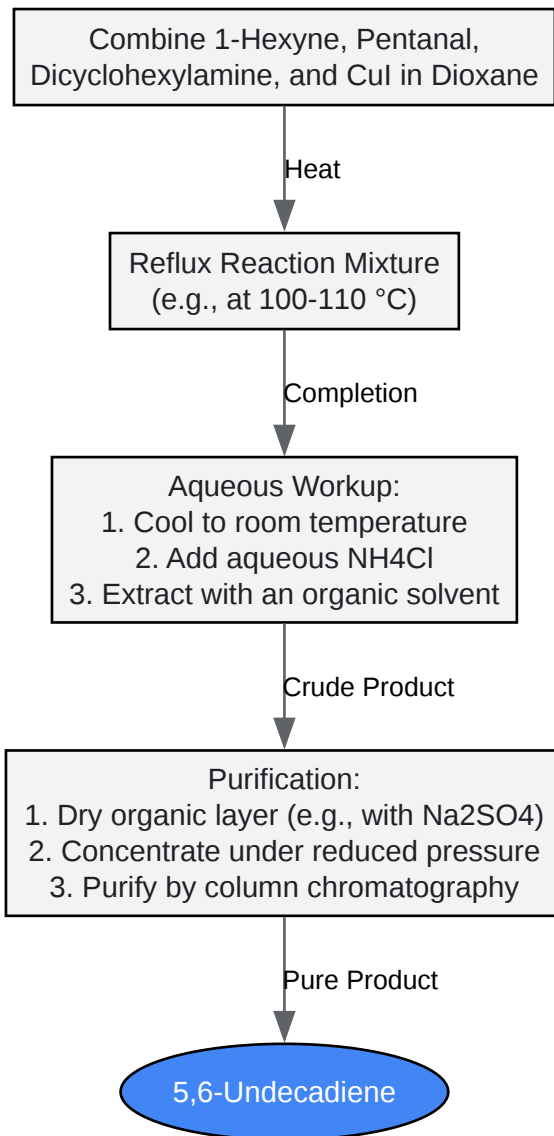 Combine 1-Hexyne, Pentanal,
Dicyclohexylamine, and CuI in Dioxane
Heat
Reflux Reaction Mixture
(e.g., at 100-110 °C)
Completion
Aqueous Workup:
1. Cool to room temperature
2. Add aqueous NH4Cl
3. Extract with an organic solvent
Crude Product
Purification:
1. Dry organic layer (e.g., with Na2SO4)
2. Concentrate under reduced pressure
3. Purify by column chromatography
Pure Product
5,6-Undecadiene